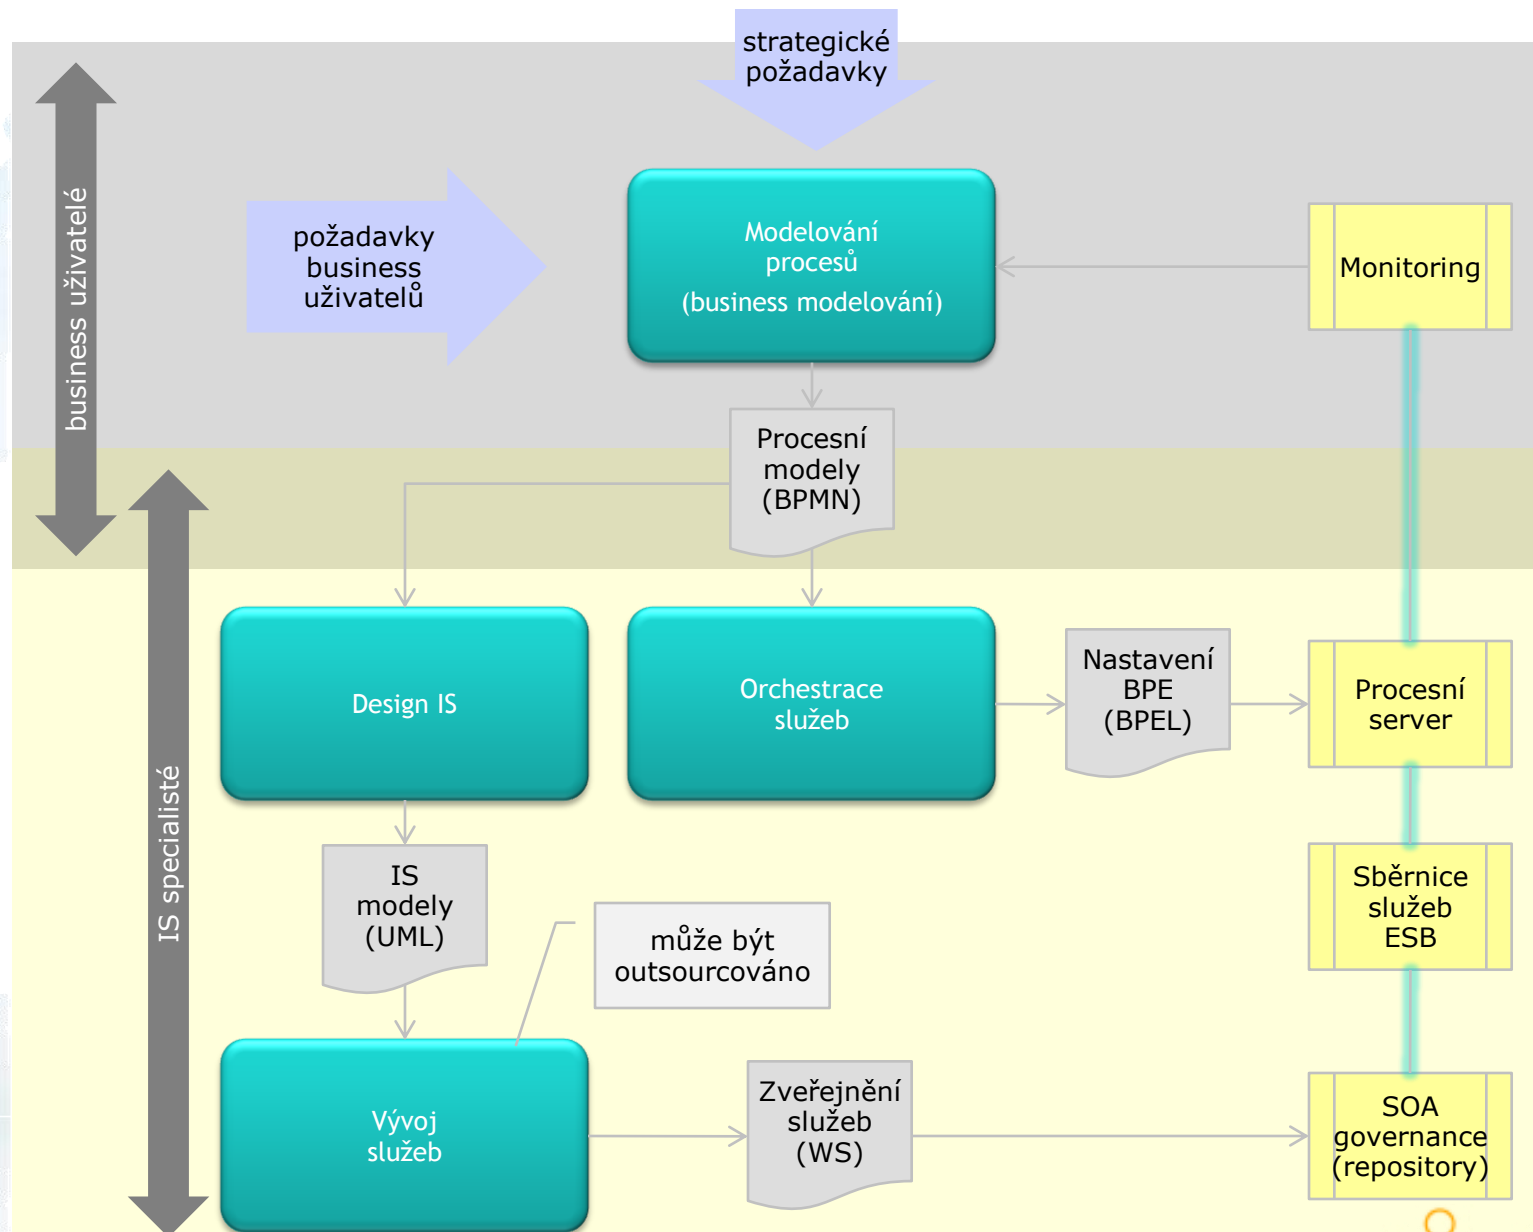 strategické
požadavky
business uživatelé
požadavky
business
uživatelů
Modelování
procesů
(business modelování)
Monitoring
Procesní
modely
(BPMN)
IS specialisté
Design IS
Orchestrace
služeb
Nastavení
BPE
(BPEL)
Procesní
server
IS
modely
(UML)
může být
outsourcováno
Sběrnice
služeb
ESB
Vývoj
služeb
Zveřejnění
služeb
(WS)
SOA
governance
(repository)